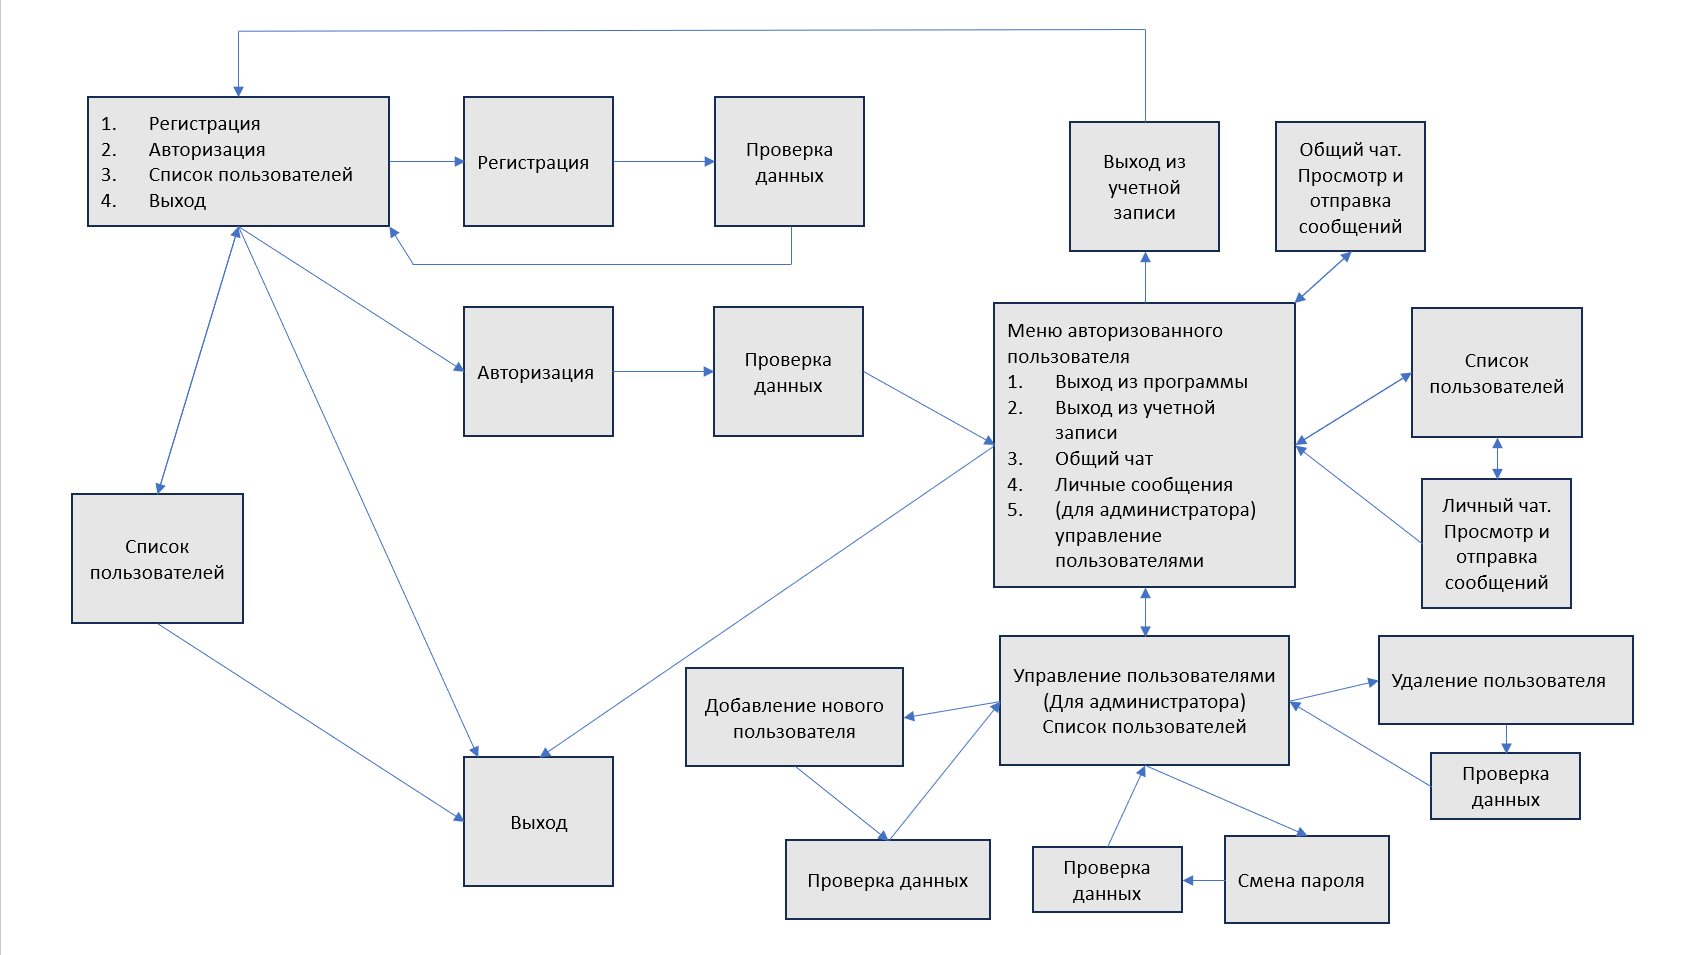 1. Регистрация
2. Авторизация
3. Список пользователей
4. Выход
Регистрация
Проверка
данных
Выход из
учетной
записи
Общий чат.
Просмотр и
отправка
сообщений
Авторизация
Проверка
данных
Меню авторизованного
пользователя
1. Выход из программы
2. Выход из учетной
записи
3. Общий чат
4. Личные сообщения
5. (для администратора)
управление
пользователями
Список
пользователей
Личный чат.
Просмотр и
отправка
сообщений
Список
пользователей
Управление пользователями
(Для администратора)
Список пользователей
Удаление пользователя
Добавление нового
пользователя
Проверка
данных
Выход
Проверка данных
Проверка
данных
Смена пароля